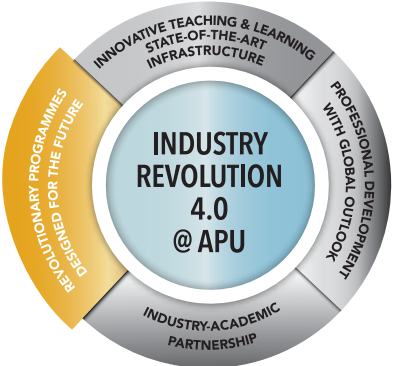 INNOVATIVE TEACHING & LEARNING
STATE-OF-THE-ART
INFRASTRUCTURE
PROFESSIONAL DEVELOPMENT
WITH GLOBAL OUTLOOK
INDUSTRY-ACADEMIC
PARTNERSHIP
REVOLUTIONARY PROGRAMMES
DESIGNED FOR THE FUTURE
INDUSTRY
REVOLUTION
4.0
@ APU